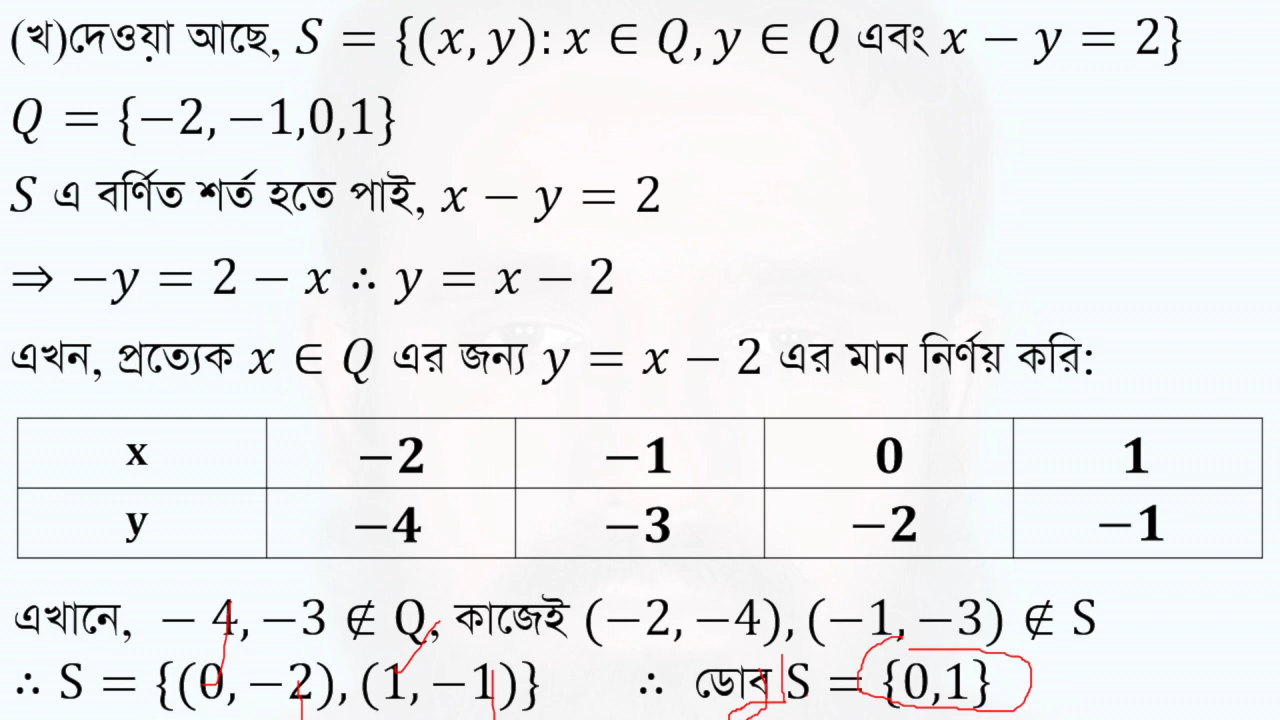 (খ)দেওয়া আছে, S = {(x, y): x ∈ Q, y ∈ Q এবং x − y = 2}
Q = {−2, −1,0,1}
S এ বর্ণিত শর্ত হতে পাই, x − y = 2
⇒ −y = 2 − x ∴ y = x − 2
এখন, প্রত্যেক x ∈ Q এর জন্য y = x − 2 এর মান নির্ণয় করি:
x −2 −1 0 1
y −4 −3 −2 −1
এখানে, − 4, −3 ∉ Q, কাজেই (−2, −4), (−1, −3) ∉ S
∴ S = {(0, −2), (1, −1)} ∴ ডোব S = {0,1}